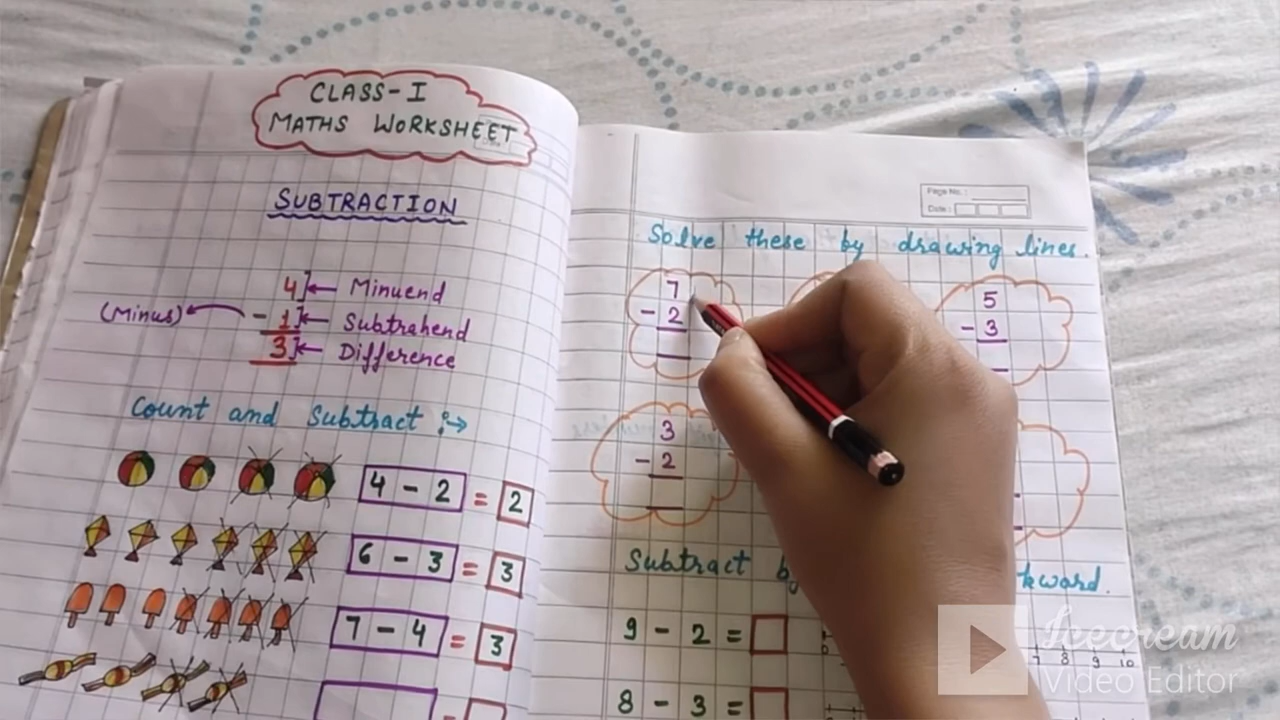 CLASS-I
MATHS WORKSHEET
SUBTRACTION
4 ← Minuend
(Minus) - 1 ← Subtrahend
3 ← Difference
Count and Subtract :→
4 - 2 = 2
6 - 3 = 3
7 - 4 = 3
=
Page No. :
Date :
Solve these by drawing lines.
7
- 2
5
- 3
3
- 2
Subtract
9 - 2 =
8 - 3 =
8 9 10
Icecream
Video Editor